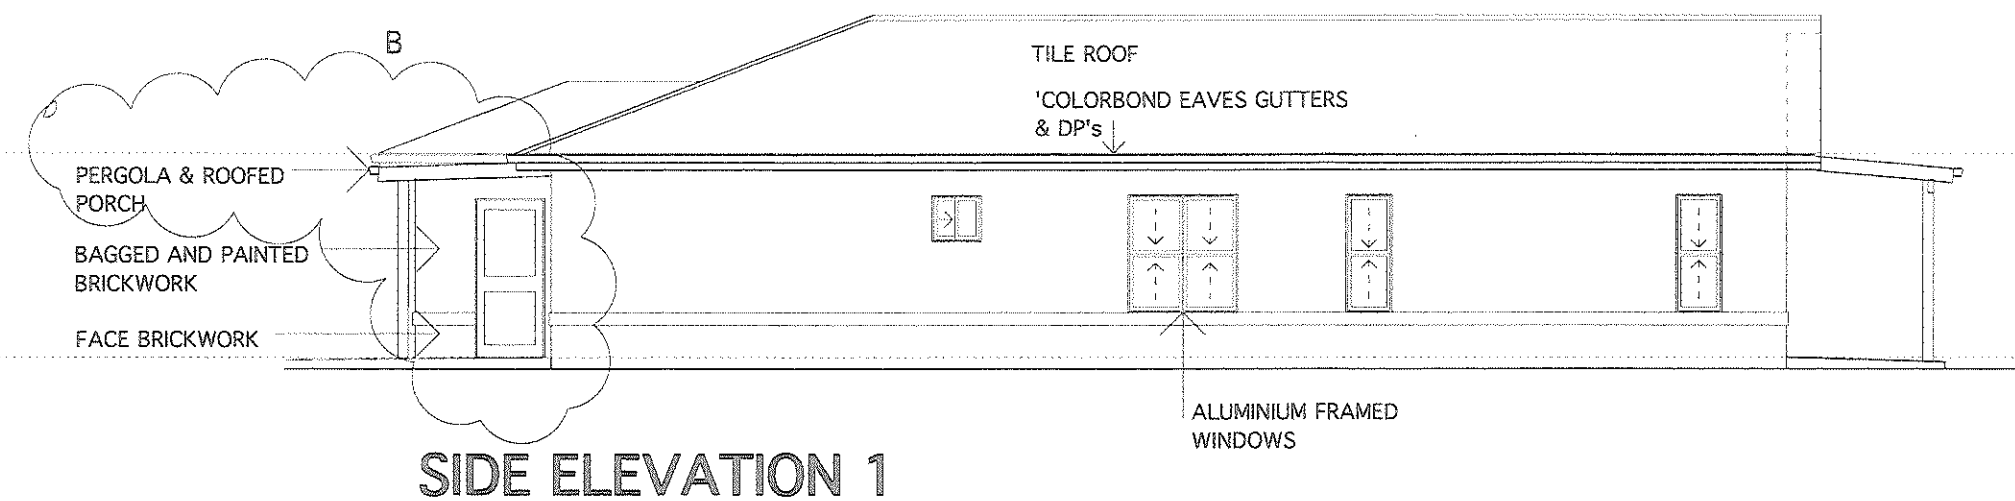 B
TILE ROOF
'COLORBOND EAVES GUTTERS
& DP's
PERGOLA & ROOFED
PORCH
BAGGED AND PAINTED
BRICKWORK
FACE BRICKWORK
ALUMINIUM FRAMED
WINDOWS
SIDE ELEVATION 1